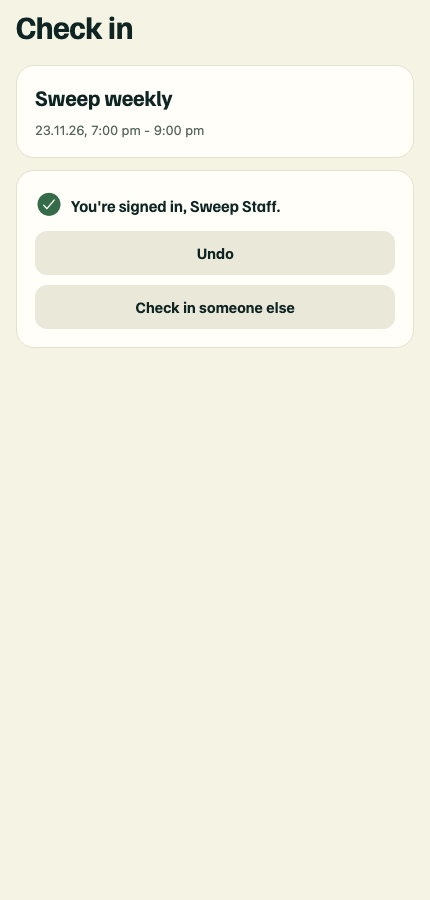 Check in
Sweep weekly
23.11.26, 7:00 pm - 9:00 pm
You're signed in, Sweep Staff.
Undo
Check in someone else